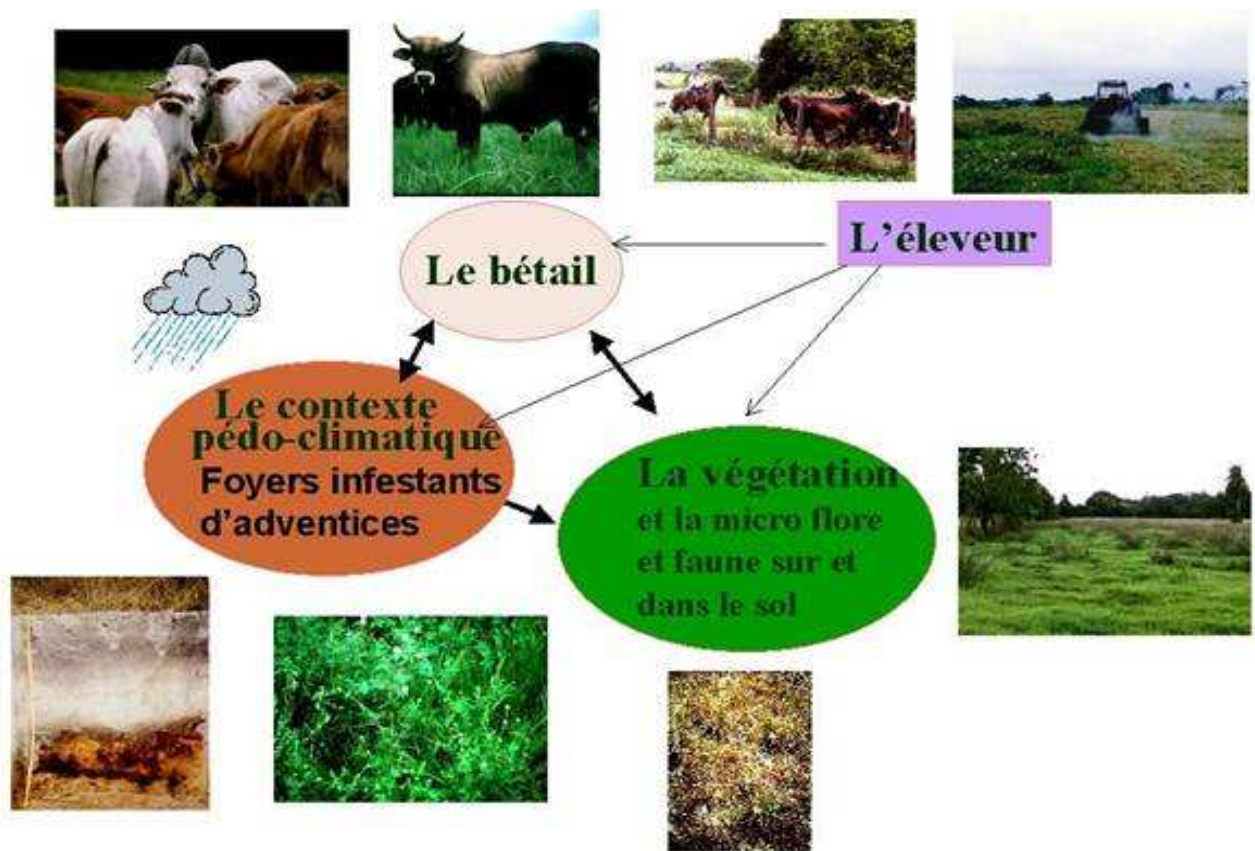 Le bétail
L'éleveur
Le contexte
pédo-climatique
Foyers infestants
d'adventices
La végétation
et la micro flore
et faune sur et
dans le sol